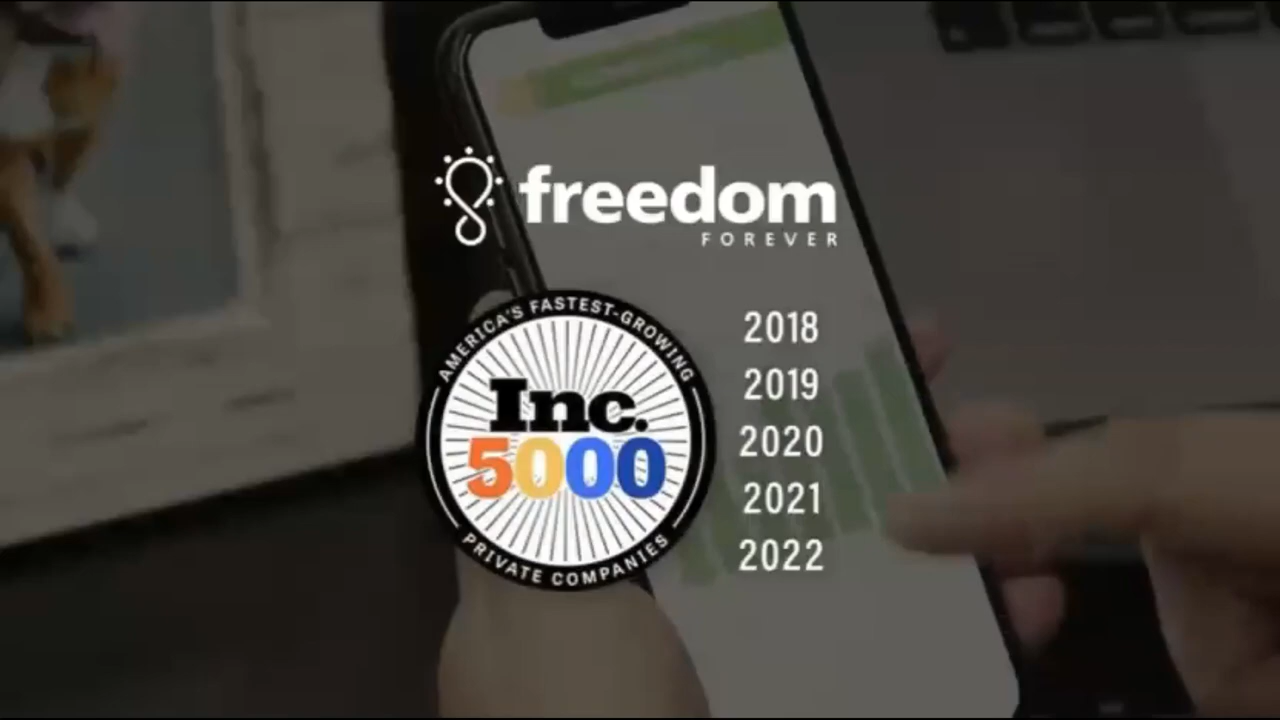 freedom
FOREVER
AMERICA'S FASTEST-GROWING
Inc.
5000
PRIVATE COMPANIES
2018
2019
2020
2021
2022